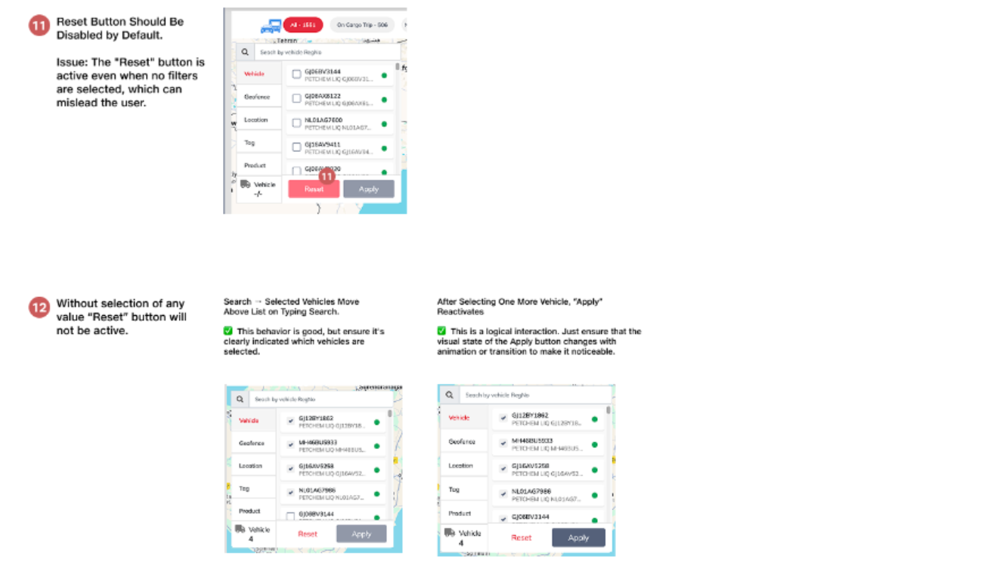 11
Reset Button Should Be
Disabled by Default.
Issue: The "Reset" button is
active even when no filters
are selected, which can
mislead the user.
All - 1551
On Cargo Trip - 506
Tehran
Seach by vehicle RegNo
Vehicle
GJ06BV3144
PETCHEM LIQ GJ06BV31...
Geofence
GJ06AX6122
PETCHEM LIQ GJ06AX61...
Location
NL01AG7600
PETCHEM LIQ NL01AG7...
Tag
GJ16AV9411
PETCHEM LIQ GJ16AV94...
Product
11
Vehicle
-/-
Reset
Apply
12
Without selection of any
value “Reset” button will
not be active.
Search → Selected Vehicles Move
Above List on Typing Search.
✅ This behavior is good, but ensure it's
clearly indicated which vehicles are
selected.
Seach by vehicle RegNo
Vehicle
GJ12BY1862
PETCHEM LIQ GJ12BY18...
Geofence
MH46BU5933
PETCHEM LIQ MH46BU5...
Location
GJ16AV5258
PETCHEM LIQ GJ16AV52...
Tag
NL01AG7986
PETCHEM LIQ NL01AG7...
Product
GJ06BV3144
Vehicle
4
Reset
Apply
After Selecting One More Vehicle, "Apply"
Reactivates
✅ This is a logical interaction. Just ensure that the
visual state of the Apply button changes with
animation or transition to make it noticeable.
Seach by vehicle RegNo
Vehicle
GJ12BY1862
PETCHEM LIQ GJ12BY18...
Geofence
MH46BU5933
PETCHEM LIQ MH46BU5...
Location
GJ16AV5258
PETCHEM LIQ GJ16AV52...
Tag
NL01AG7986
PETCHEM LIQ NL01AG7...
Product
GJ06BV3144
Vehicle
4
Reset
Apply